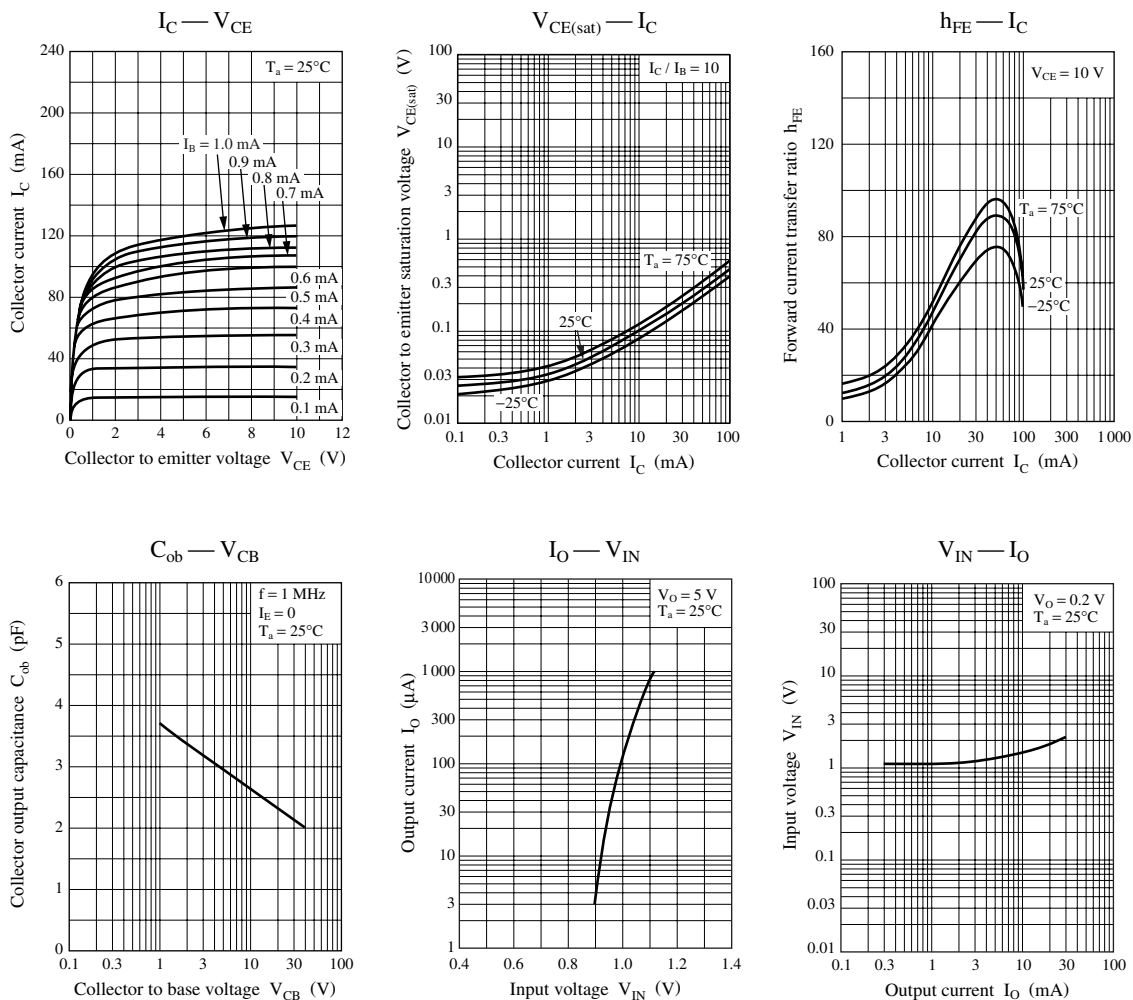 I_C — V_CE
Collector current I_C (mA)
240
200
160
120
80
40
0
T_a = 25°C
I_B = 1.0 mA
0.9 mA
0.8 mA
0.7 mA
0.6 mA
0.5 mA
0.4 mA
0.3 mA
0.2 mA
0.1 mA
0 2 4 6 8 10 12
Collector to emitter voltage V_CE (V)
V_CE(sat) — I_C
Collector to emitter saturation voltage V_CE(sat) (V)
100
30
10
3
1
0.3
0.1
0.03
0.01
I_C / I_B = 10
T_a = 75°C
25°C
–25°C
0.1 0.3 1 3 10 30 100
Collector current I_C (mA)
h_FE — I_C
Forward current transfer ratio h_FE
160
120
80
40
0
V_CE = 10 V
T_a = 75°C
25°C
–25°C
1 3 10 30 100 300 1 000
Collector current I_C (mA)
C_ob — V_CB
Collector output capacitance C_ob (pF)
6
5
4
3
2
1
0
f = 1 MHz
I_E = 0
T_a = 25°C
0.1 0.3 1 3 10 30 100
Collector to base voltage V_CB (V)
I_O — V_IN
Output current I_O (μA)
10 000
3 000
1 000
300
100
30
10
3
1
V_O = 5 V
T_a = 25°C
0.4 0.6 0.8 1.0 1.2 1.4
Input voltage V_IN (V)
V_IN — I_O
Input voltage V_IN (V)
100
30
10
3
1
0.3
0.1
0.03
0.01
V_O = 0.2 V
T_a = 25°C
0.1 0.3 1 3 10 30 100
Output current I_O (mA)